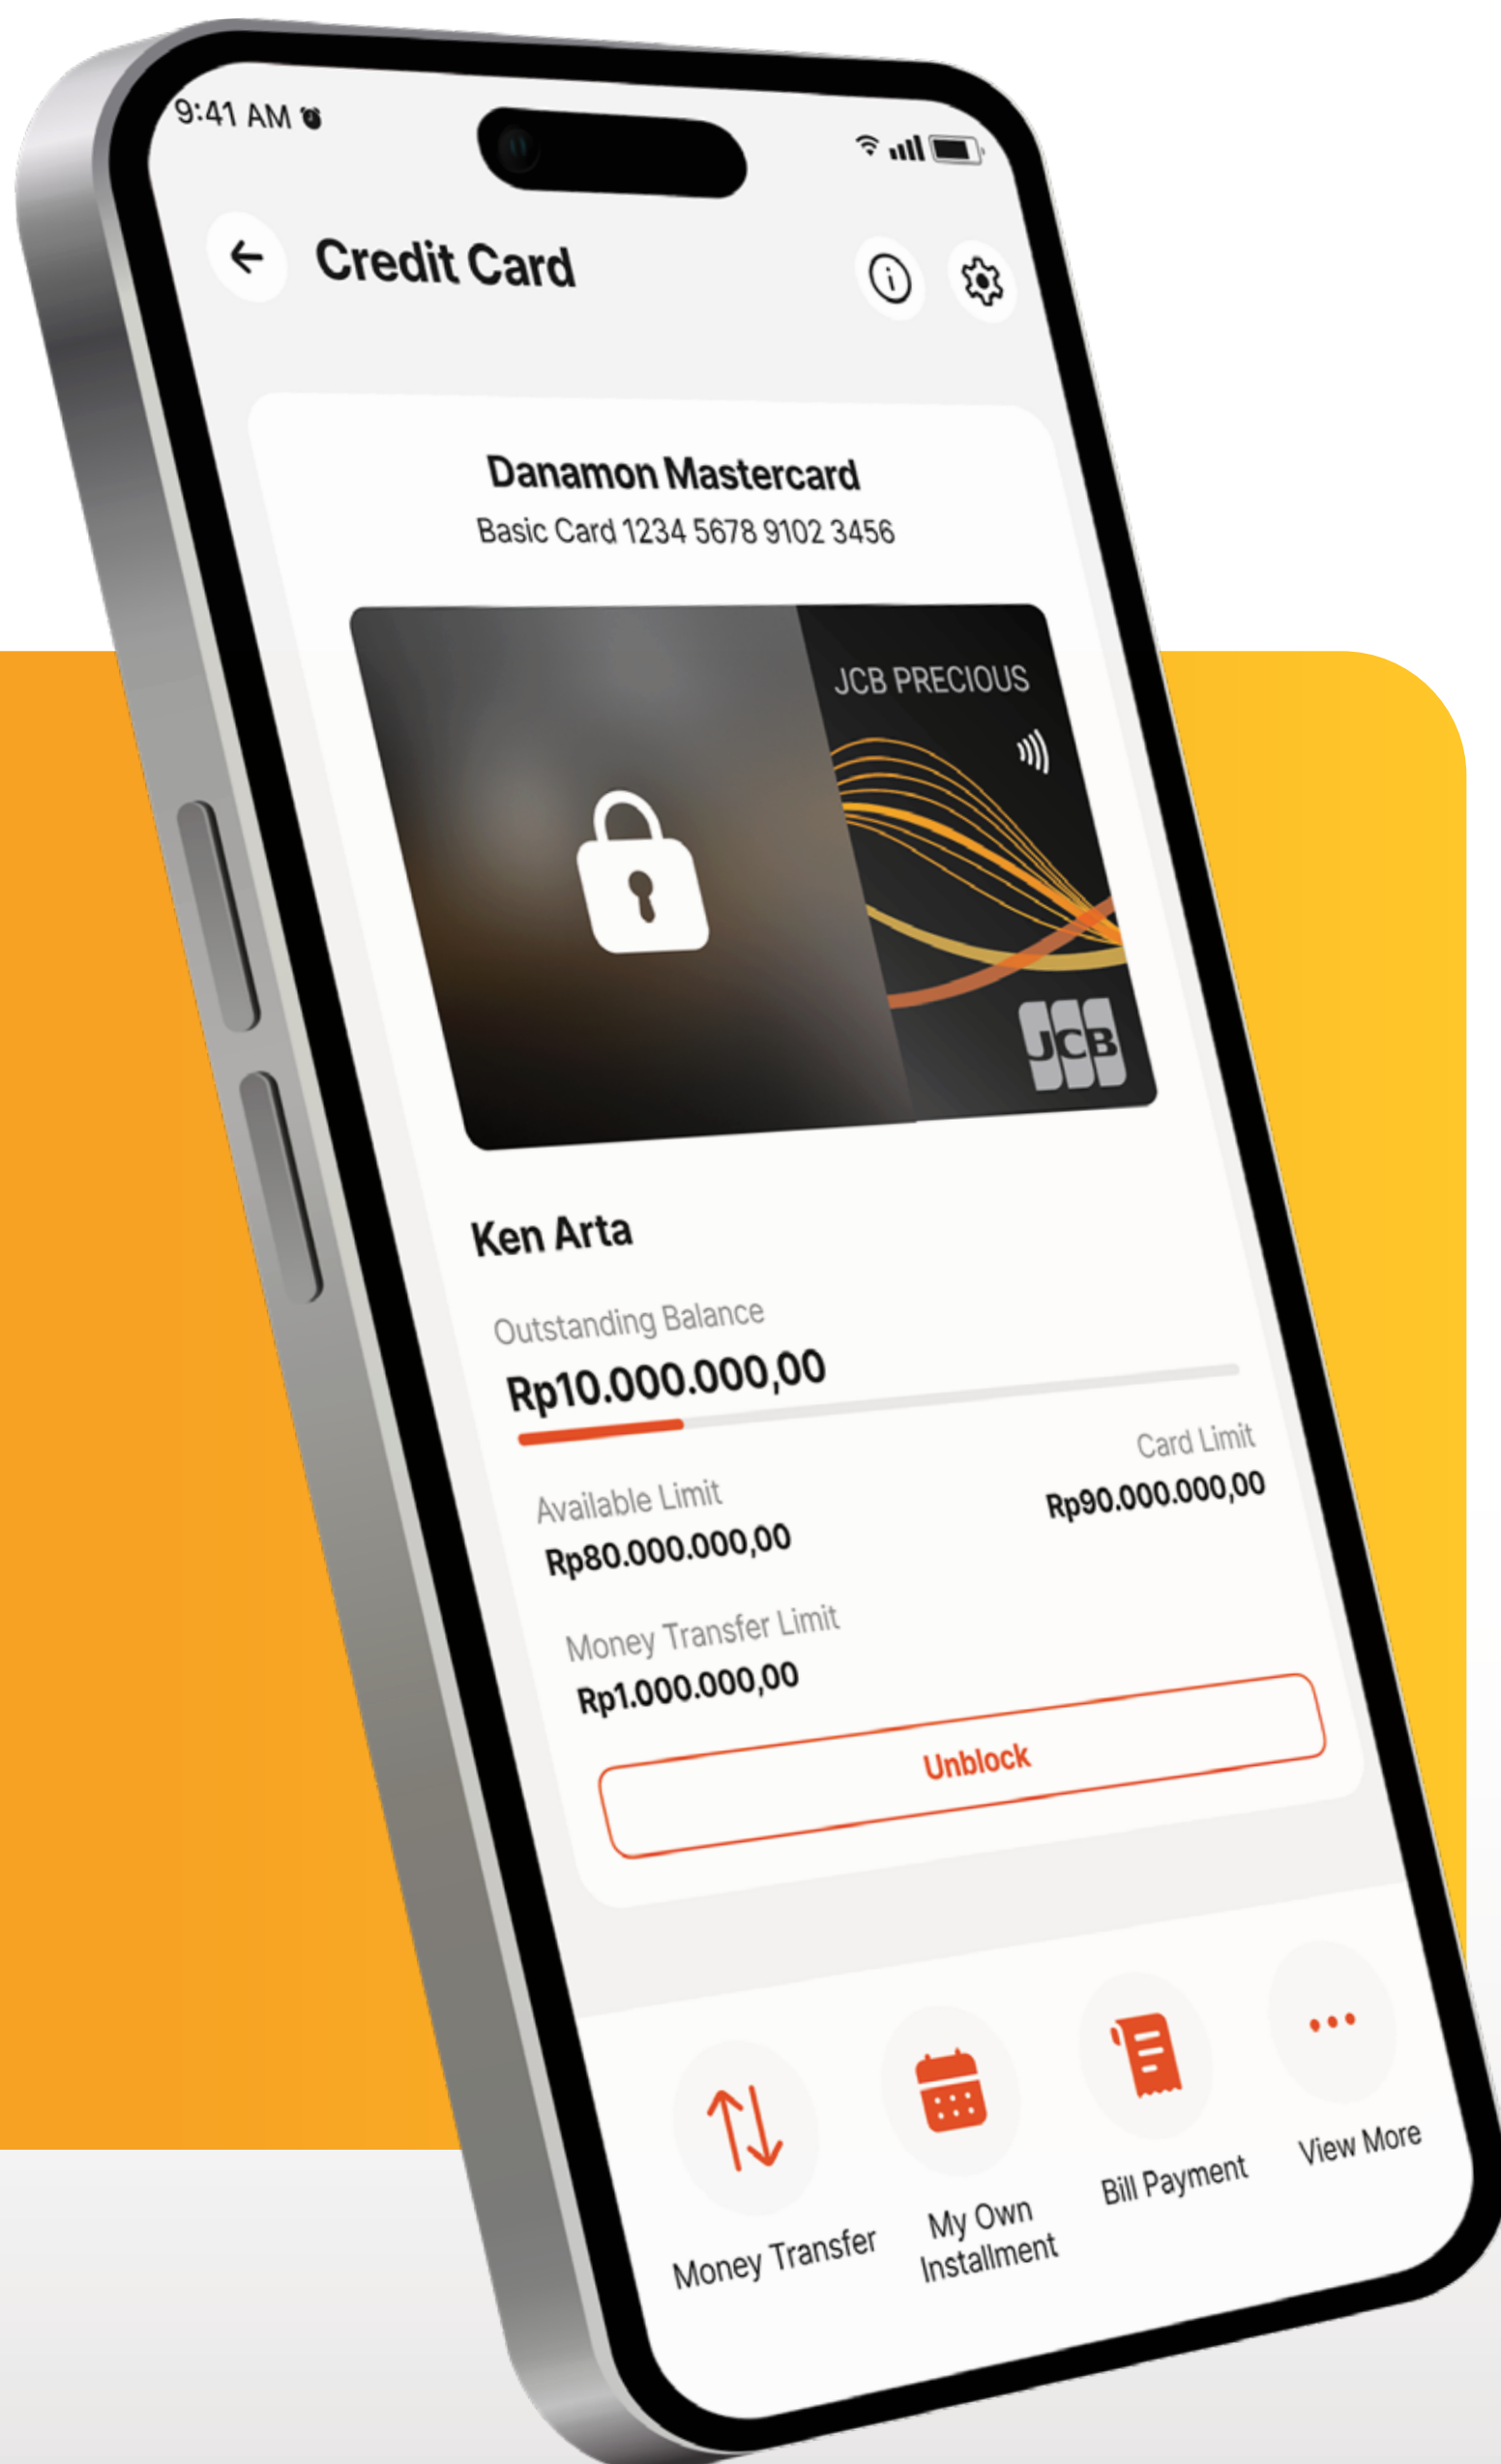 9:41 AM
Credit Card
Danamon Mastercard
Basic Card 1234 5678 9102 3456
JCB PRECIOUS
JCB
Ken Arta
Outstanding Balance
Rp10.000.000,00
Card Limit
Rp90.000.000,00
Available Limit
Rp80.000.000,00
Money Transfer Limit
Rp1.000.000,00
Unblock
Money Transfer
My Own
Installment
Bill Payment
View More